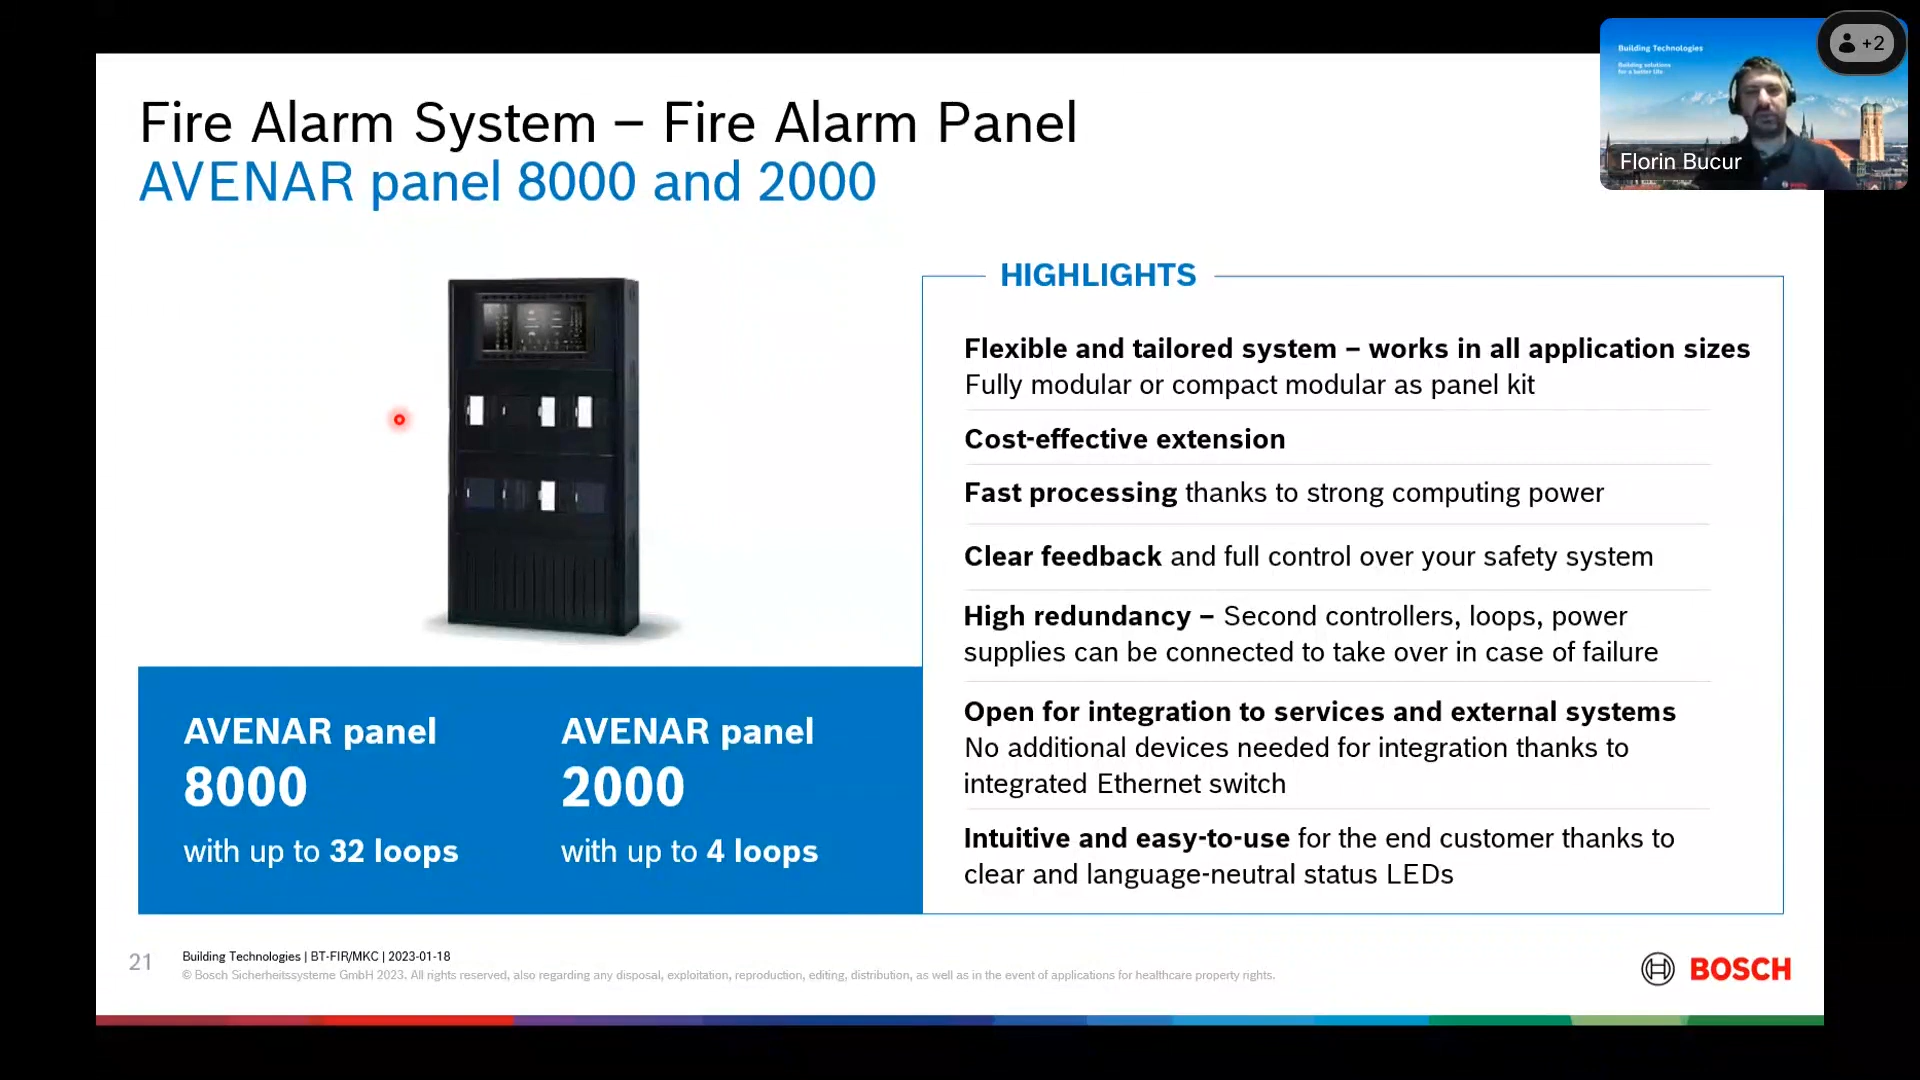 Fire Alarm System – Fire Alarm Panel
AVENAR panel 8000 and 2000
Building Technologies
Building solutions
for a better life
+2
Florin Bucur
HIGHLIGHTS
Flexible and tailored system – works in all application sizes
Fully modular or compact modular as panel kit
Cost-effective extension
Fast processing thanks to strong computing power
Clear feedback and full control over your safety system
High redundancy – Second controllers, loops, power
supplies can be connected to take over in case of failure
Open for integration to services and external systems
No additional devices needed for integration thanks to
integrated Ethernet switch
Intuitive and easy-to-use for the end customer thanks to
clear and language-neutral status LEDs
AVENAR panel
8000
with up to 32 loops
AVENAR panel
2000
with up to 4 loops
21
Building Technologies | BT-FIR/MKC | 2023-01-18
© Bosch Sicherheitssysteme GmbH 2023. All rights reserved, also regarding any disposal, exploitation, reproduction, editing, distribution, as well as in the event of applications for healthcare property rights.
BOSCH